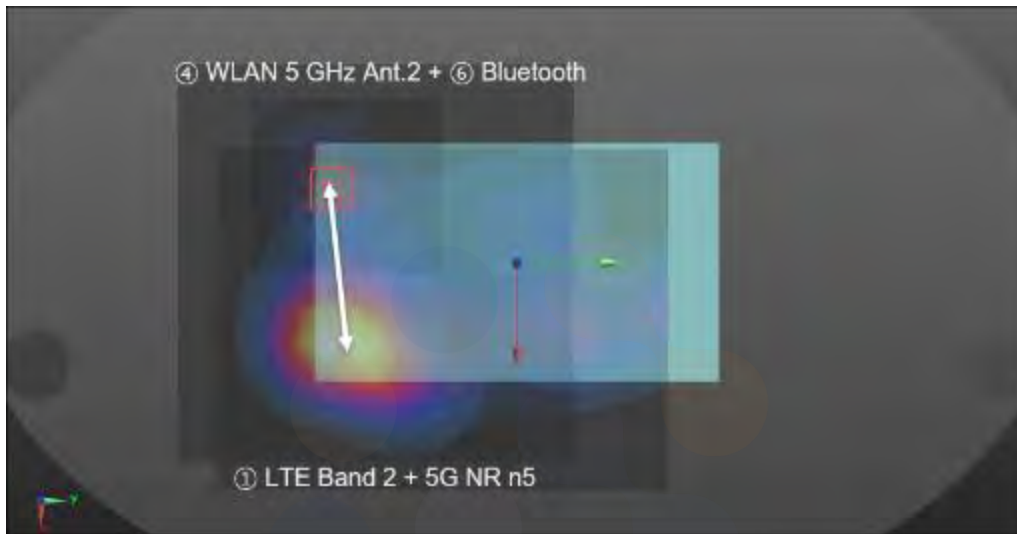 ④ WLAN 5 GHz Ant.2 + ⑥ Bluetooth
① LTE Band 2 + 5G NR n5
Y